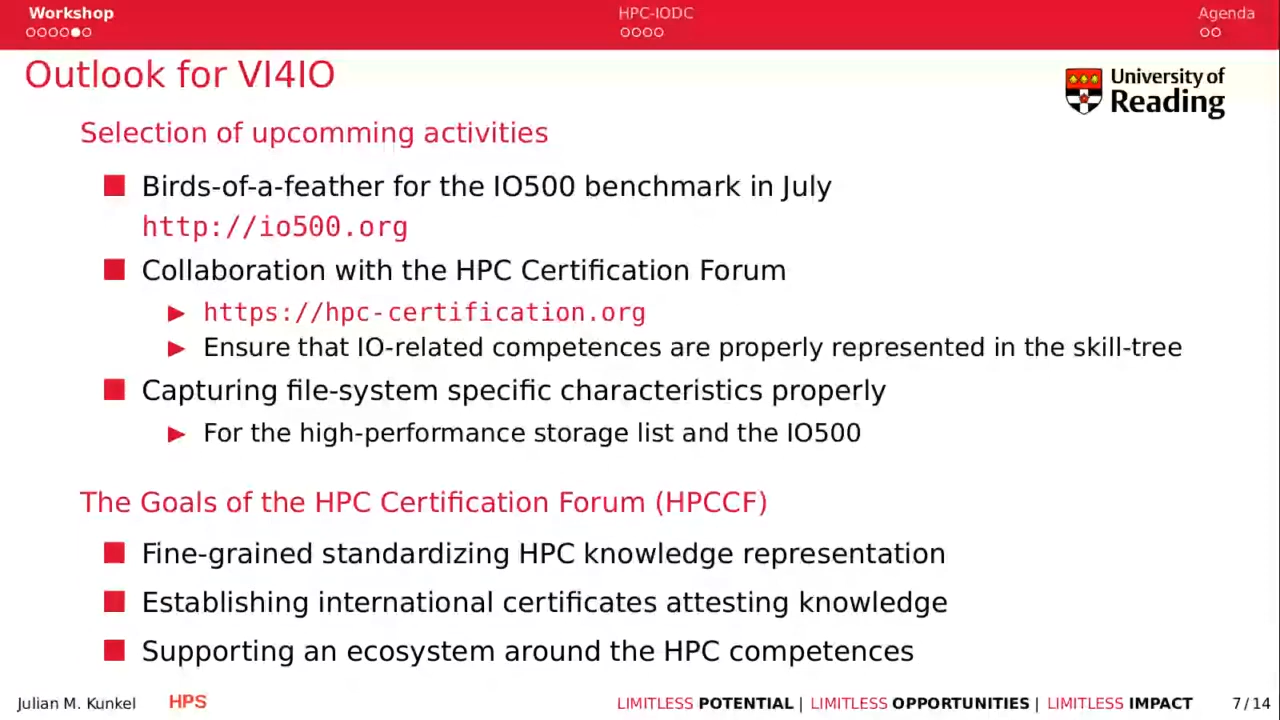 Workshop
HPC-IODC
Agenda
Outlook for VI4IO
University of
Reading
Selection of upcomming activities
Birds-of-a-feather for the IO500 benchmark in July
http://io500.org
Collaboration with the HPC Certification Forum
https://hpc-certification.org
Ensure that IO-related competences are properly represented in the skill-tree
Capturing file-system specific characteristics properly
For the high-performance storage list and the IO500
The Goals of the HPC Certification Forum (HPCCF)
Fine-grained standardizing HPC knowledge representation
Establishing international certificates attesting knowledge
Supporting an ecosystem around the HPC competences
Julian M. Kunkel
HPS
LIMITLESS POTENTIAL | LIMITLESS OPPORTUNITIES | LIMITLESS IMPACT
7 / 14